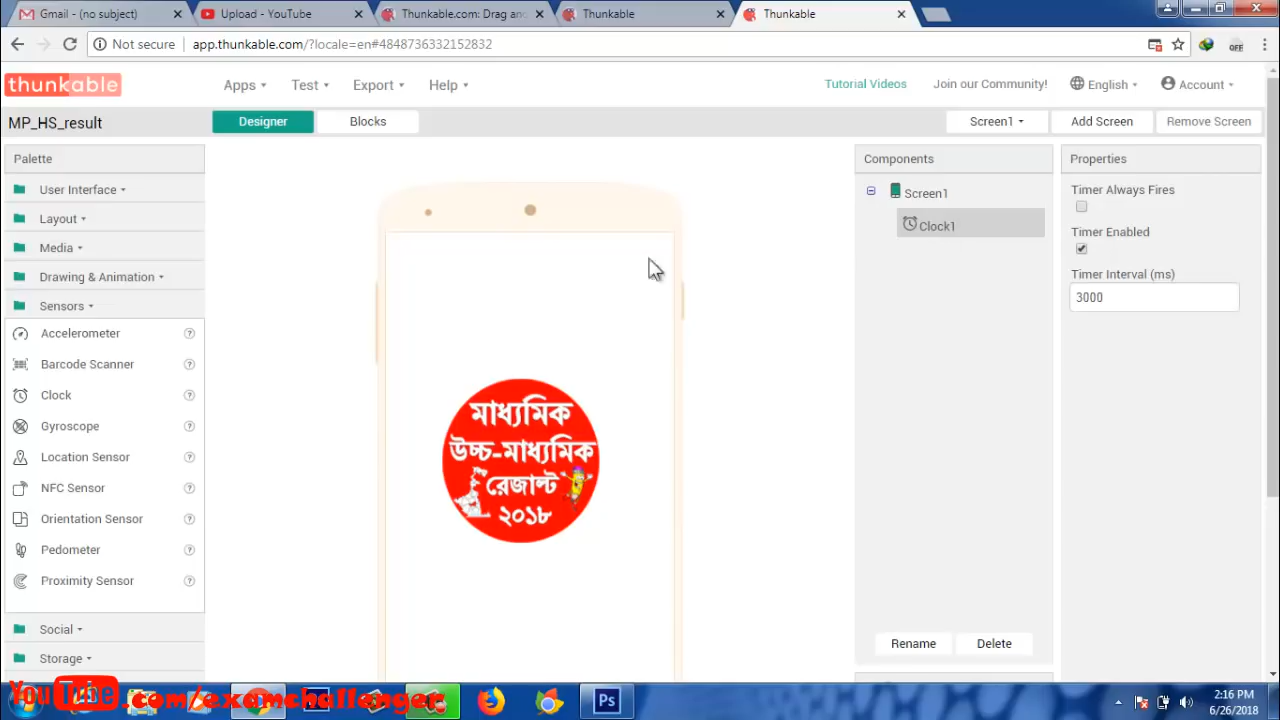 Gmail - (no subject)
Upload - YouTube
Thunkable.com: Drag an
Thunkable
Thunkable
Not secure
app.thunkable.com/?locale=en#4848736332152832
OFF
thunkable
Apps
Test
Export
Help
Tutorial Videos
Join our Community!
English
Account
MP_HS_result
Designer
Blocks
Screen1
Add Screen
Remove Screen
Palette
User Interface
Layout
Media
Drawing & Animation
Sensors
Accelerometer
Barcode Scanner
Clock
Gyroscope
Location Sensor
NFC Sensor
Orientation Sensor
Pedometer
Proximity Sensor
Social
Storage
মাধ্যমিক
উচ্চ-মাধ্যমিক
রেজাল্ট
২০১৮
Components
Screen1
Clock1
Rename
Delete
Properties
Timer Always Fires
Timer Enabled
Timer Interval (ms)
3000
YouTube.com/examchallenger
Ps
2:16 PM
6/26/2018